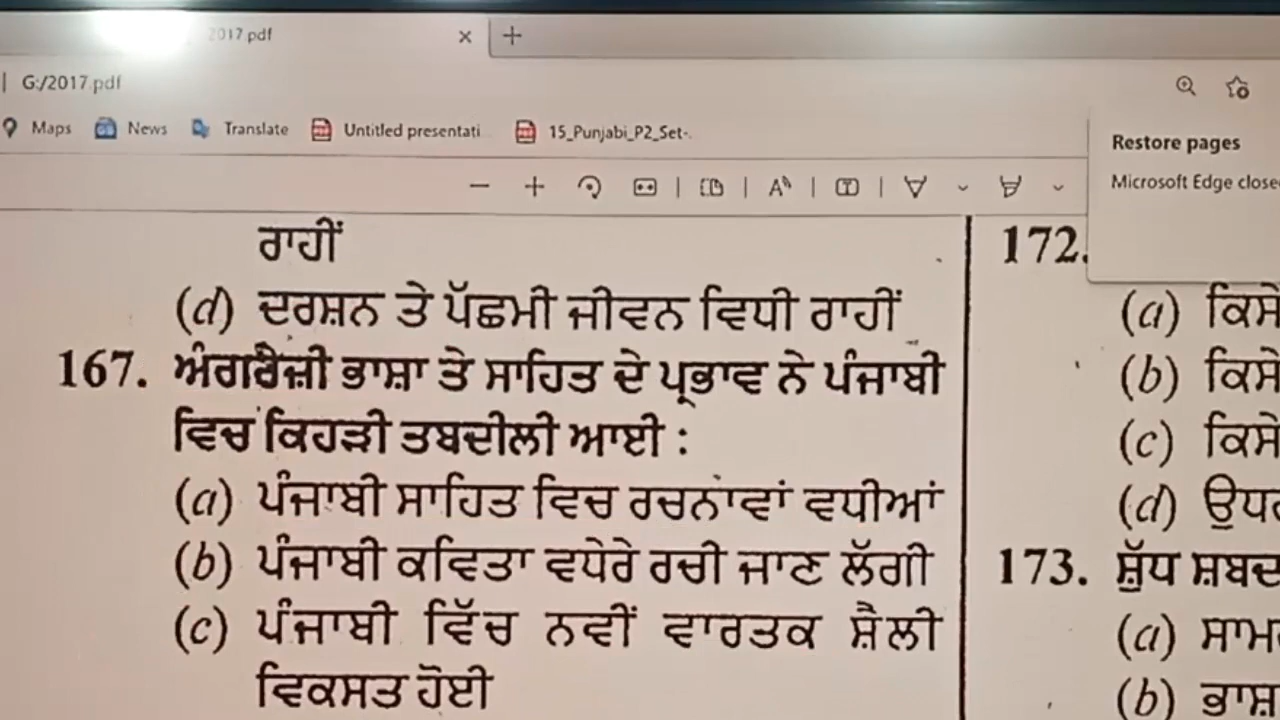 2017 pdf
G:/2017.pdf
Maps News Translate Untitled presentati 15_Punjabi_P2_Set-
Restore pages
Microsoft Edge close
ਰਾਹੀਂ
(d) ਦਰਸ਼ਨ ਤੇ ਪੱਛਮੀ ਜੀਵਨ ਵਿਧੀ ਰਾਹੀਂ
167. ਅੰਗਰੇਜ਼ੀ ਭਾਸ਼ਾ ਤੇ ਸਾਹਿਤ ਦੇ ਪ੍ਰਭਾਵ ਨੇ ਪੰਜਾਬੀ
ਵਿਚ ਕਿਹੜੀ ਤਬਦੀਲੀ ਆਈ :
(a) ਪੰਜਾਬੀ ਸਾਹਿਤ ਵਿਚ ਰਚਨਾਵਾਂ ਵਧੀਆਂ
(b) ਪੰਜਾਬੀ ਕਵਿਤਾ ਵਧੇਰੇ ਰਚੀ ਜਾਣ ਲੱਗੀ
(c) ਪੰਜਾਬੀ ਵਿੱਚ ਨਵੀਂ ਵਾਰਤਕ ਸ਼ੈਲੀ
ਵਿਕਸਤ ਹੋਈ
172.
(a) ਕਿਸੇ
(b) ਕਿਸੇ
(c) ਕਿਸੇ
(d)
173. ਸ਼ੁੱਧ ਸ਼ਬਦ
(a) ਸਾਮ
(b) ਭਾਸ਼